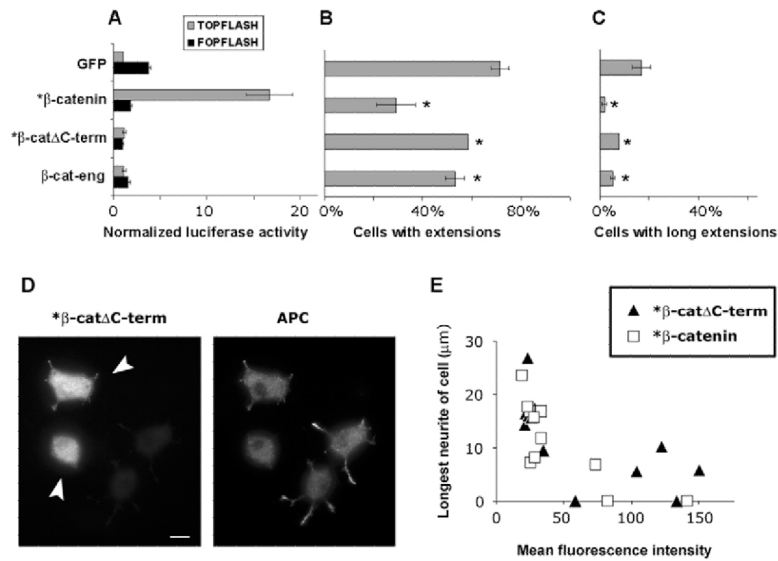 A
B
C
TOPFLASH
FOPFLASH
GFP
*β-catenin
*β-catΔC-term
β-cat-eng
*
*
*
*
*
*
0 10 20
0% 40% 80%
0% 40%
Normalized luciferase activity
Cells with extensions
Cells with long extensions
D
E
*β-catΔC-term
APC
*β-catΔC-term
*β-catenin
Longest neurite of cell (μm)
30
20
10
0
0 50 100 150
Mean fluorescence intensity